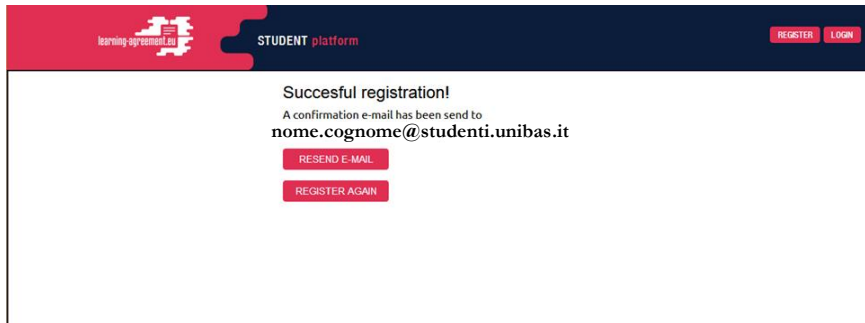 learning-agreement.eu
STUDENT platform
REGISTER LOGIN
Succesful registration!
A confirmation e-mail has been send to
nome.cognome@studenti.unibas.it
RESEND E-MAIL
REGISTER AGAIN